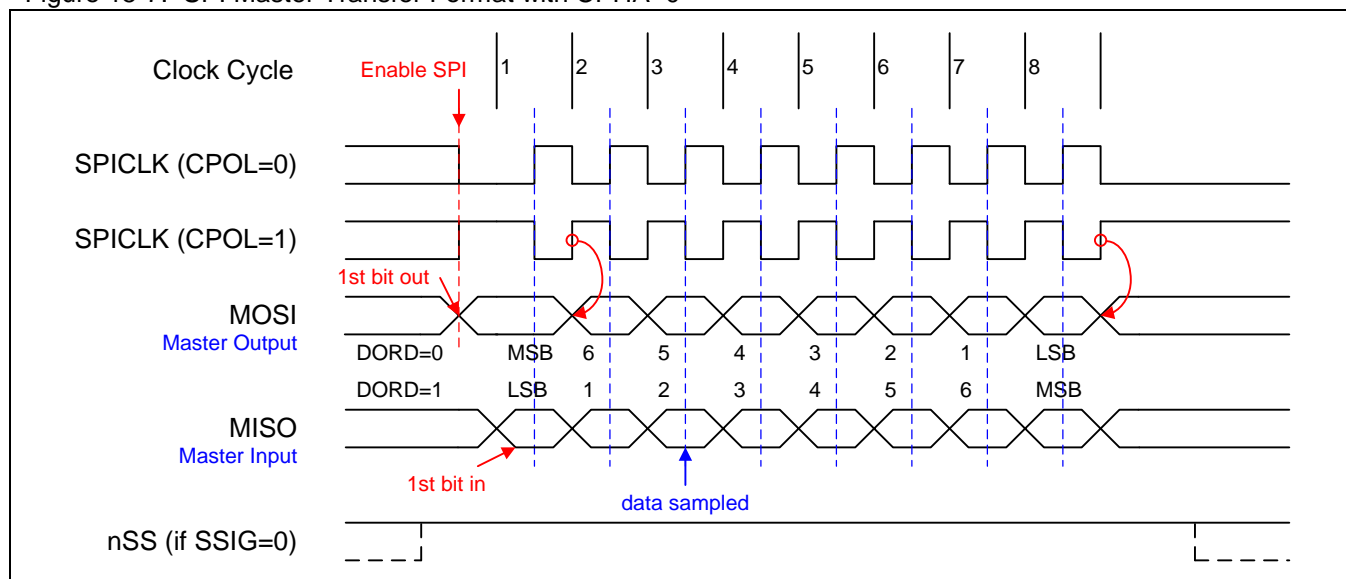 Figure 18-7. SPI Master Transfer Format with CPHA=0
Clock Cycle Enable SPI 1 2 3 4 5 6 7 8
SPICLK (CPOL=0)
SPICLK (CPOL=1)
1st bit out
MOSI
Master Output
DORD=0 MSB 6 5 4 3 2 1 LSB
DORD=1 LSB 1 2 3 4 5 6 MSB
MISO
Master Input
1st bit in
data sampled
nSS (if SSIG=0)